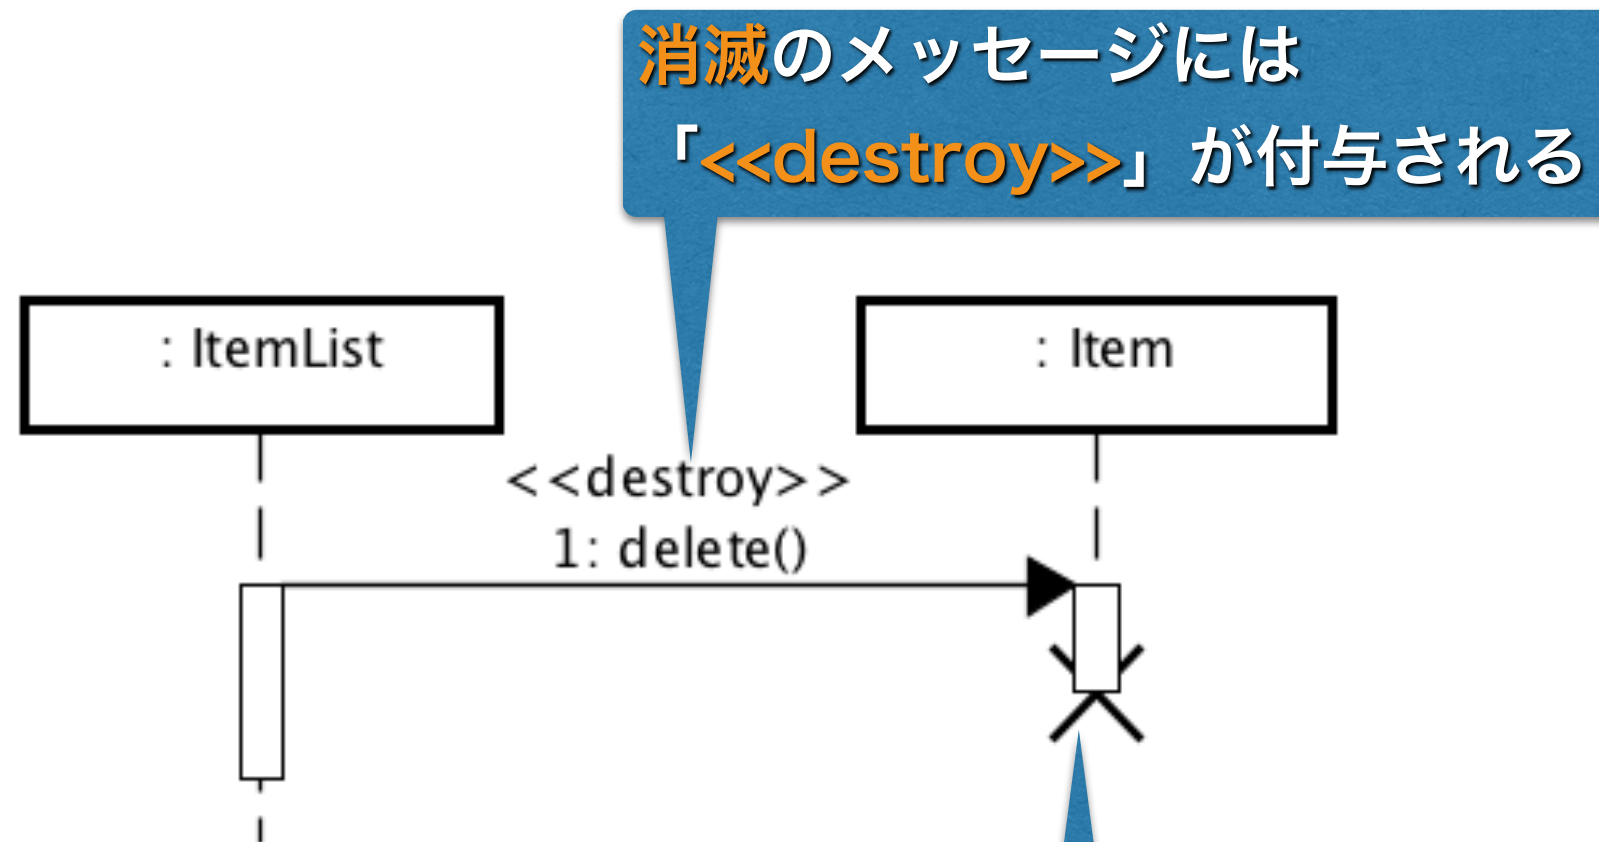 消滅のメッセージには
「<<destroy>>」が付与される
: ItemList
: Item
<<destroy>>
1: delete()